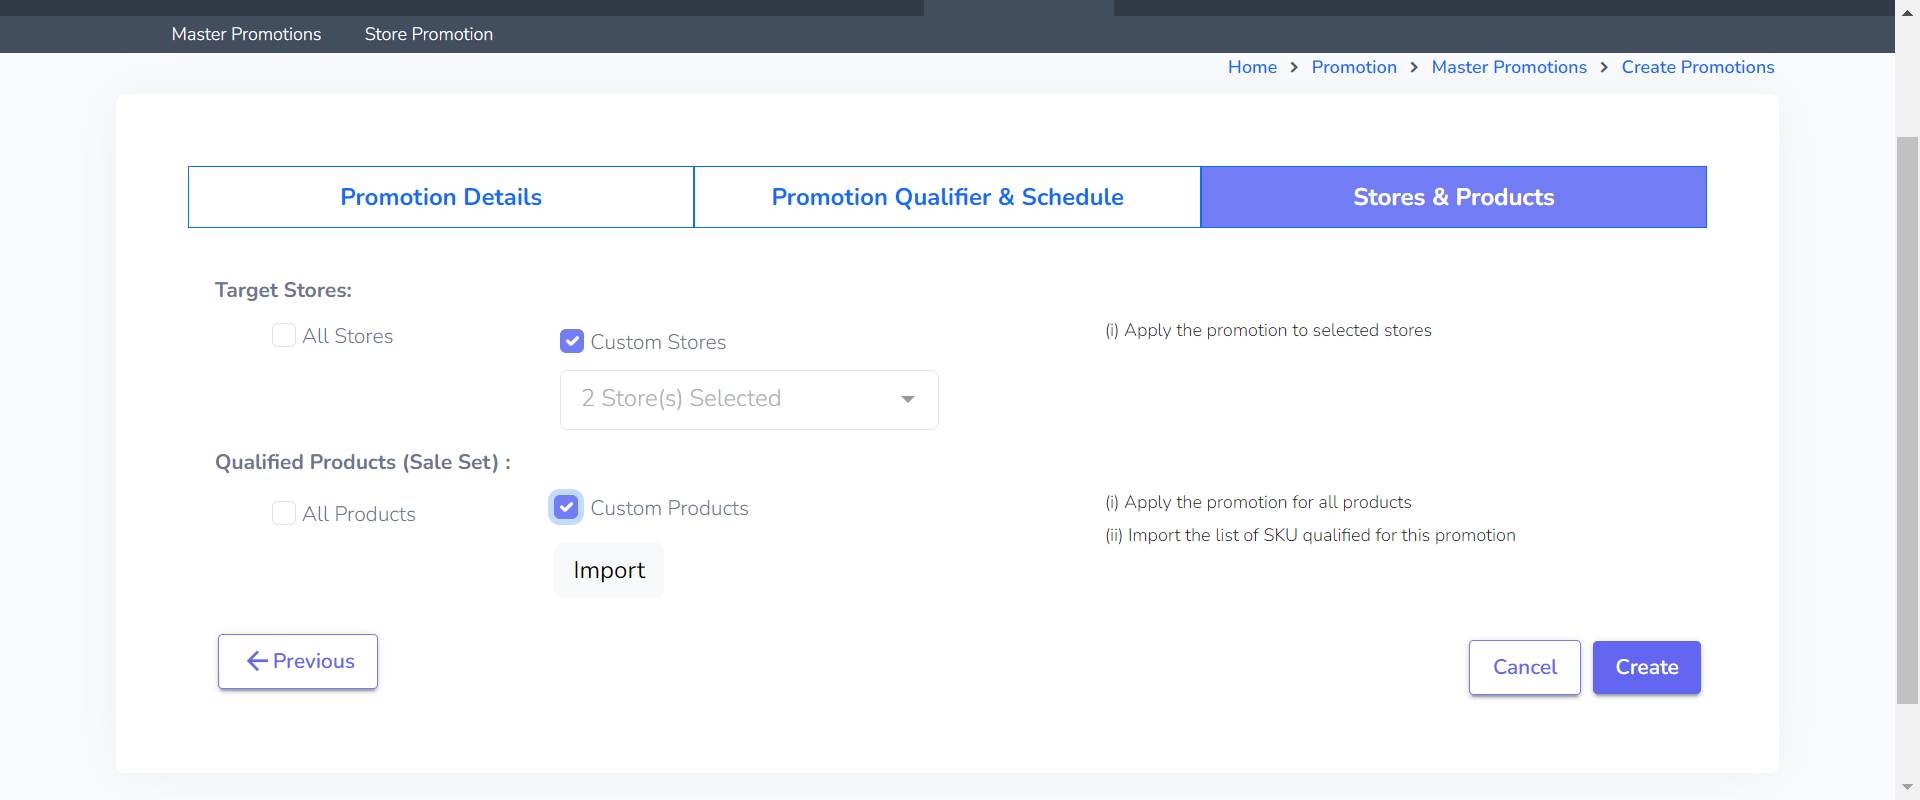 Master Promotions Store Promotion
Home > Promotion > Master Promotions > Create Promotions
Promotion Details Promotion Qualifier & Schedule Stores & Products
Target Stores:
All Stores
Custom Stores
(i) Apply the promotion to selected stores
2 Store(s) Selected
Qualified Products (Sale Set) :
All Products
Custom Products
(i) Apply the promotion for all products
(ii) Import the list of SKU qualified for this promotion
Import
Previous
Cancel
Create